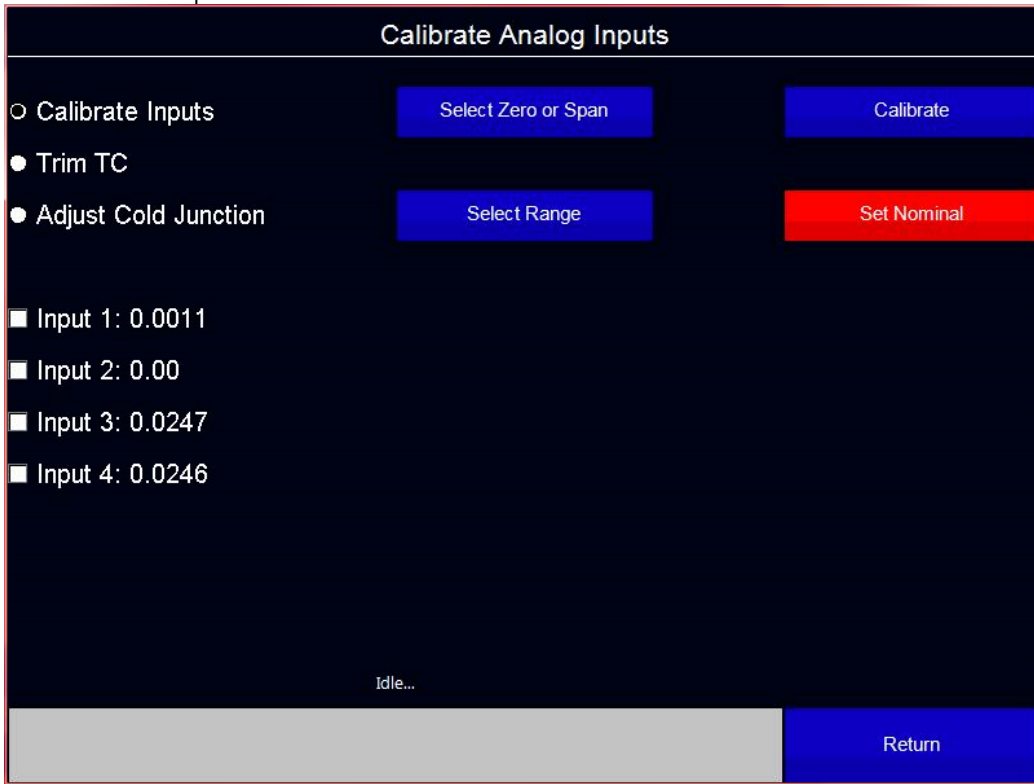 Calibrate Analog Inputs
Calibrate Inputs
Select Zero or Span
Calibrate
Trim TC
Adjust Cold Junction
Select Range
Set Nominal
Input 1: 0.0011
Input 2: 0.00
Input 3: 0.0247
Input 4: 0.0246
Idle...
Return